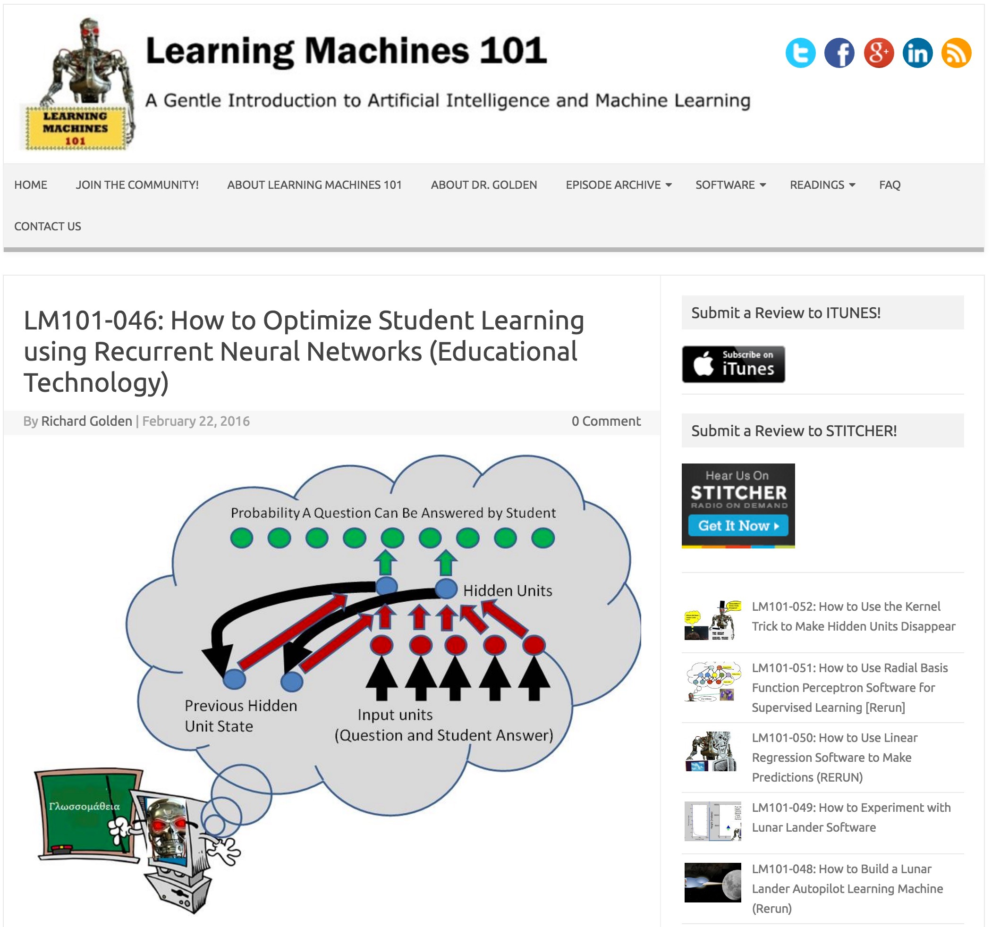 Learning Machines 101
A Gentle Introduction to Artificial Intelligence and Machine Learning
LEARNING
MACHINES
101
HOME JOIN THE COMMUNITY! ABOUT LEARNING MACHINES 101 ABOUT DR. GOLDEN EPISODE ARCHIVE SOFTWARE READINGS FAQ
CONTACT US
LM101-046: How to Optimize Student Learning
using Recurrent Neural Networks (Educational
Technology)
By Richard Golden | February 22, 2016 0 Comment
Probability A Question Can Be Answered by Student
Hidden Units
Previous Hidden
Unit State
Input units
(Question and Student Answer)
Γλωσσομάθεια
Submit a Review to ITUNES!
Subscribe on
iTunes
Submit a Review to STITCHER!
Hear Us On
STITCHER
RADIO ON DEMAND
Get It Now
LM101-052: How to Use the Kernel
Trick to Make Hidden Units Disappear
LM101-051: How to Use Radial Basis
Function Perceptron Software for
Supervised Learning [Rerun]
LM101-050: How to Use Linear
Regression Software to Make
Predictions (RERUN)
LM101-049: How to Experiment with
Lunar Lander Software
LM101-048: How to Build a Lunar
Lander Autopilot Learning Machine
(Rerun)